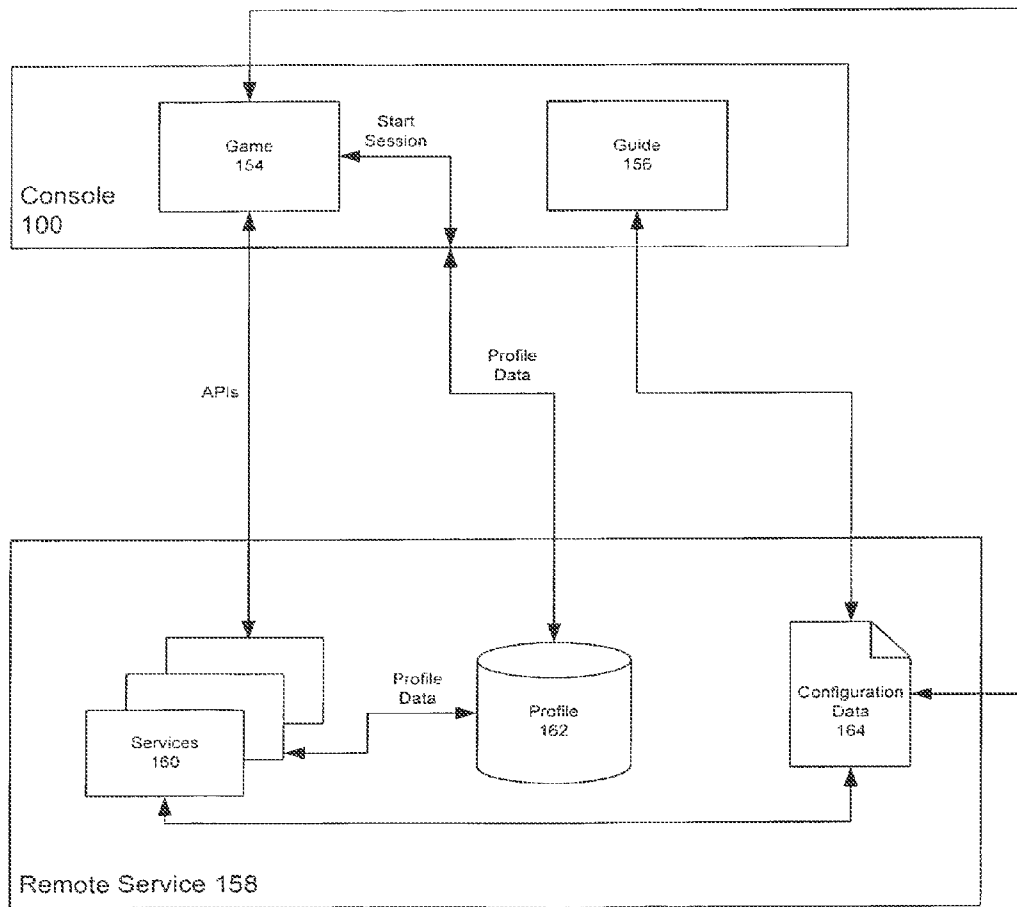 Game
154
Start
Session
Guide
156
Console
100
Profile
Data
APIs
Profile
Data
Services
160
Profile
162
Configuration
Data
164
Remote Service 158